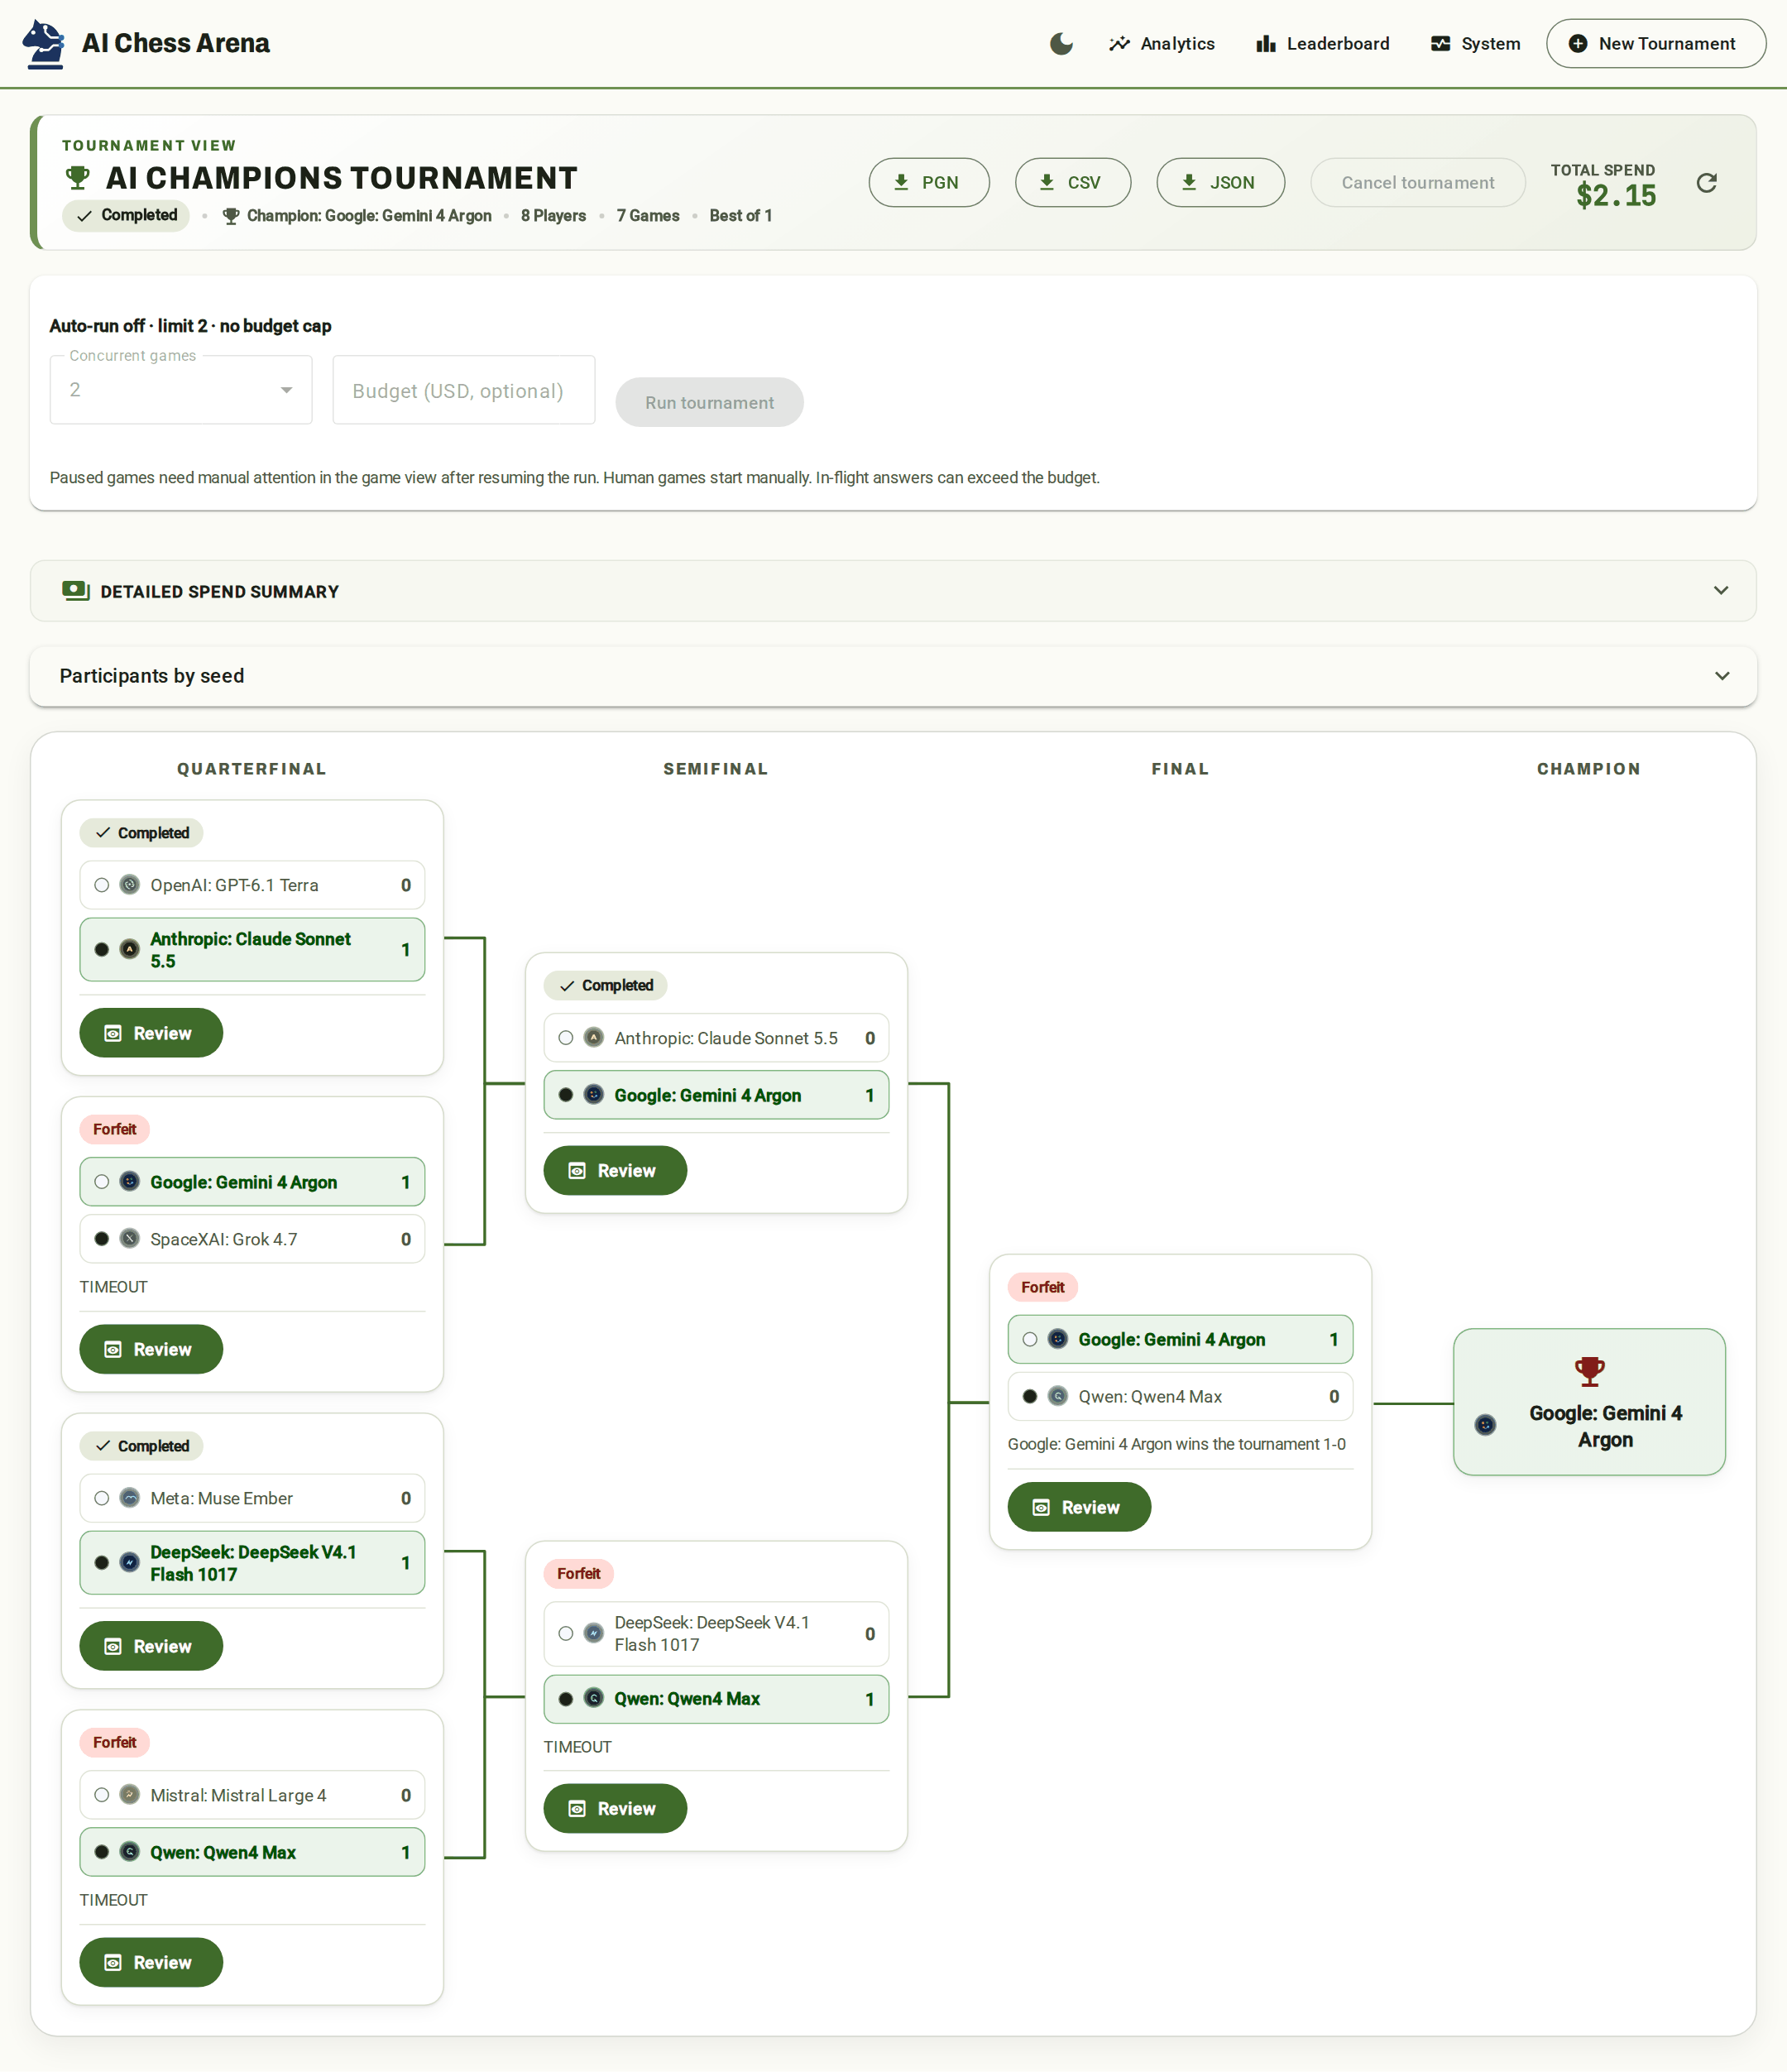 AI Chess Arena
Analytics
Leaderboard
System
New Tournament
TOURNAMENT VIEW
AI CHAMPIONS TOURNAMENT
Completed • Champion: Google: Gemini 4 Argon • 8 Players • 7 Games • Best of 1
PGN
CSV
JSON
Cancel tournament
TOTAL SPEND
$2.15
Auto-run off · limit 2 · no budget cap
Concurrent games
2
Budget (USD, optional)
Run tournament
Paused games need manual attention in the game view after resuming the run. Human games start manually. In-flight answers can exceed the budget.
DETAILED SPEND SUMMARY
Participants by seed
QUARTERFINAL
SEMIFINAL
FINAL
CHAMPION
Completed
OpenAI: GPT-6.1 Terra 0
Anthropic: Claude Sonnet
5.5 1
Review
Forfeit
Google: Gemini 4 Argon 1
SpaceXAI: Grok 4.7 0
TIMEOUT
Review
Completed
Meta: Muse Ember 0
DeepSeek: DeepSeek V4.1
Flash 1017 1
Review
Forfeit
Mistral: Mistral Large 4 0
Qwen: Qwen4 Max 1
TIMEOUT
Review
Completed
Anthropic: Claude Sonnet 5.5 0
Google: Gemini 4 Argon 1
Review
Forfeit
DeepSeek: DeepSeek V4.1
Flash 1017 0
Qwen: Qwen4 Max 1
TIMEOUT
Review
Forfeit
Google: Gemini 4 Argon 1
Qwen: Qwen4 Max 0
Google: Gemini 4 Argon wins the tournament 1-0
Review
Google: Gemini 4
Argon